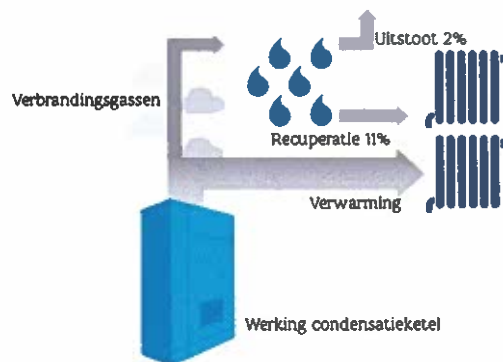 Uitstoot 2%
Verbrandingsgassen
Recuperatie 11%
Verwarming
Werking condensatieketel